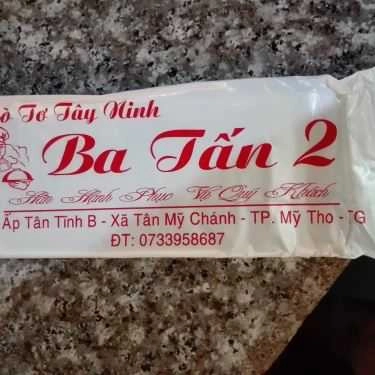 ò Tơ Tây Ninh
Ba Tấn 2
Hân Hạnh Phục Vụ Quý Khách
Ấp Tân Tỉnh B - Xã Tân Mỹ Chánh - TP. Mỹ Tho - TG
ĐT: 0733958687